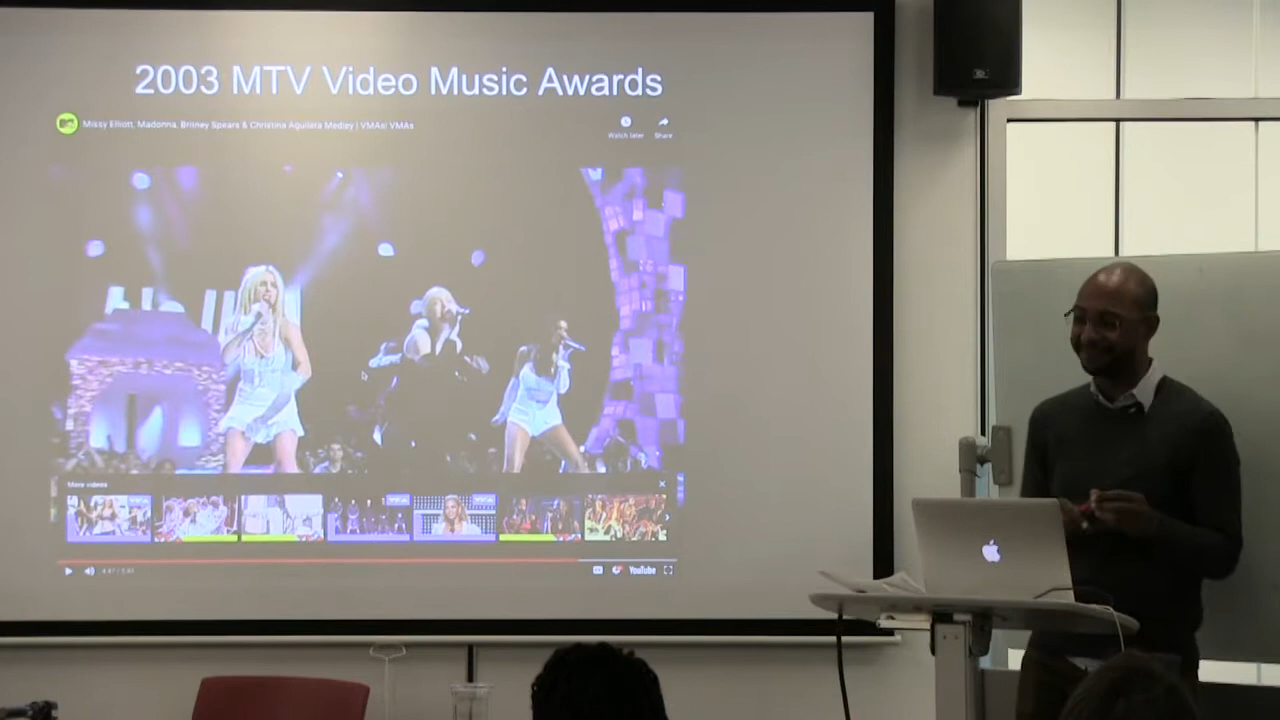 2003 MTV Video Music Awards
Missy Elliott, Madonna, Britney Spears & Christina Aguilera Medley | VMAs! VMAs
Watch later
Share
More videos
YouTube